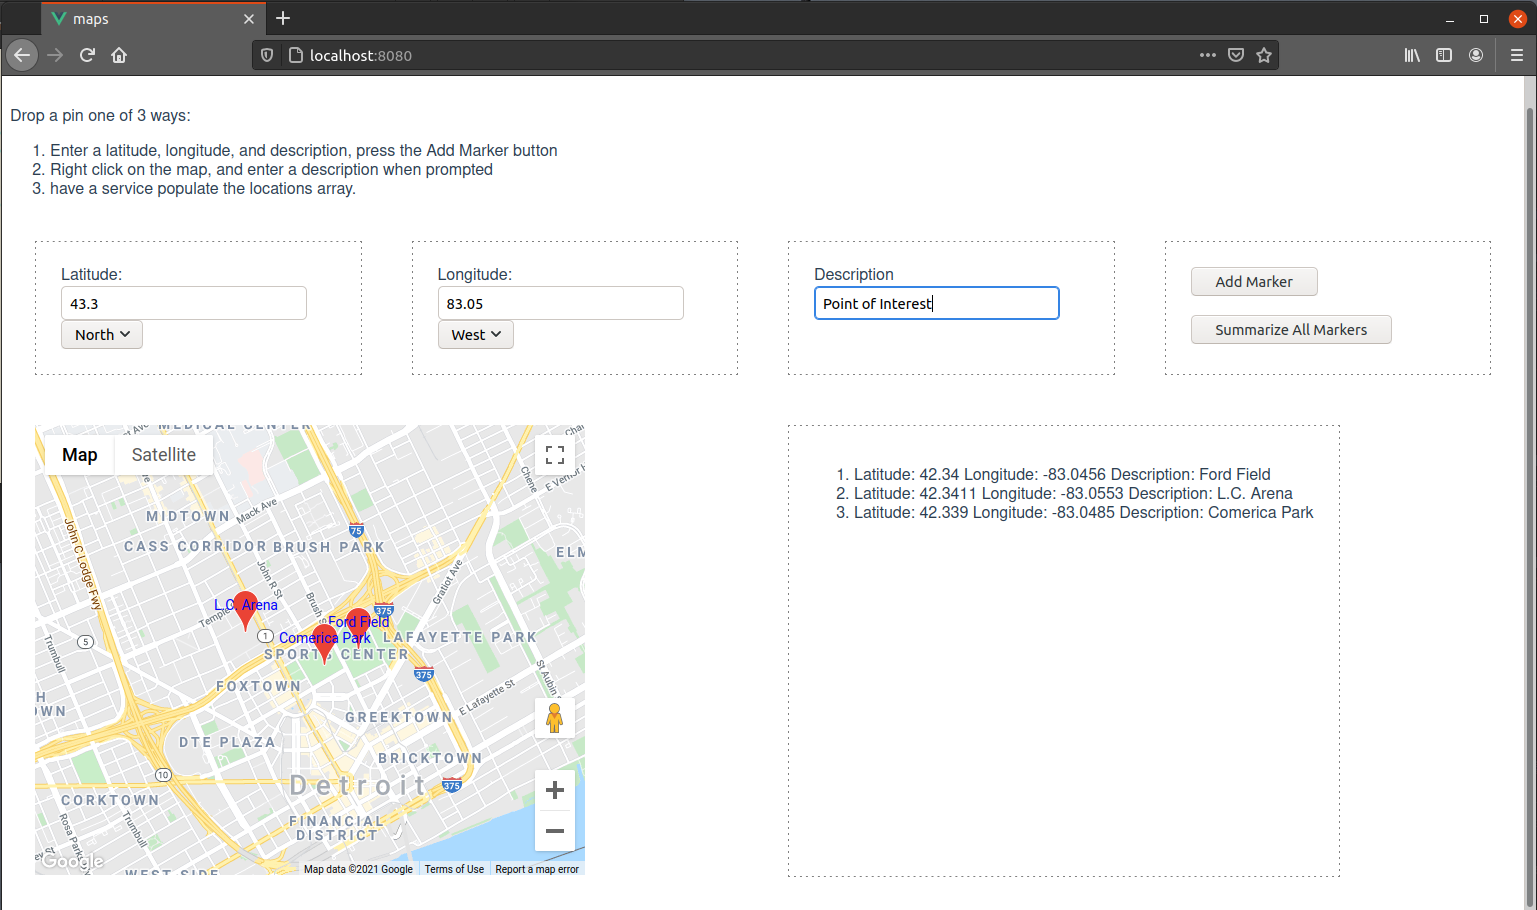 maps
localhost:8080
Drop a pin one of 3 ways:
1. Enter a latitude, longitude, and description, press the Add Marker button
2. Right click on the map, and enter a description when prompted
3. have a service populate the locations array.
Latitude:
43.3
North
Longitude:
83.05
West
Description
Point of Interest
Add Marker
Summarize All Markers
Map
Satellite
MEDICAL CENTER
Chene
E Vernor H
MIDTOWN
Mack Ave
75
John C Lodge Fwy
CASS CORRIDOR
BRUSH PARK
ELM
John R St
Gratiot Ave
Brush S
L.C. Arena
Temple
375
Ford Field
1
Comerica Park
LAFAYETTE PARK
5
Trumbull
SPORTS CENTER
375
St Aubin
FOXTOWN
E Lafayette St
GREEKTOWN
DTE PLAZA
BRICKTOWN
10
Detroit
375
CORKTOWN
Rosa Parks
Trumbull
FINANCIAL
DISTRICT
Google
WEST SIDE
Map data ©2021 Google
Terms of Use
Report a map error
1. Latitude: 42.34 Longitude: -83.0456 Description: Ford Field
2. Latitude: 42.3411 Longitude: -83.0553 Description: L.C. Arena
3. Latitude: 42.339 Longitude: -83.0485 Description: Comerica Park